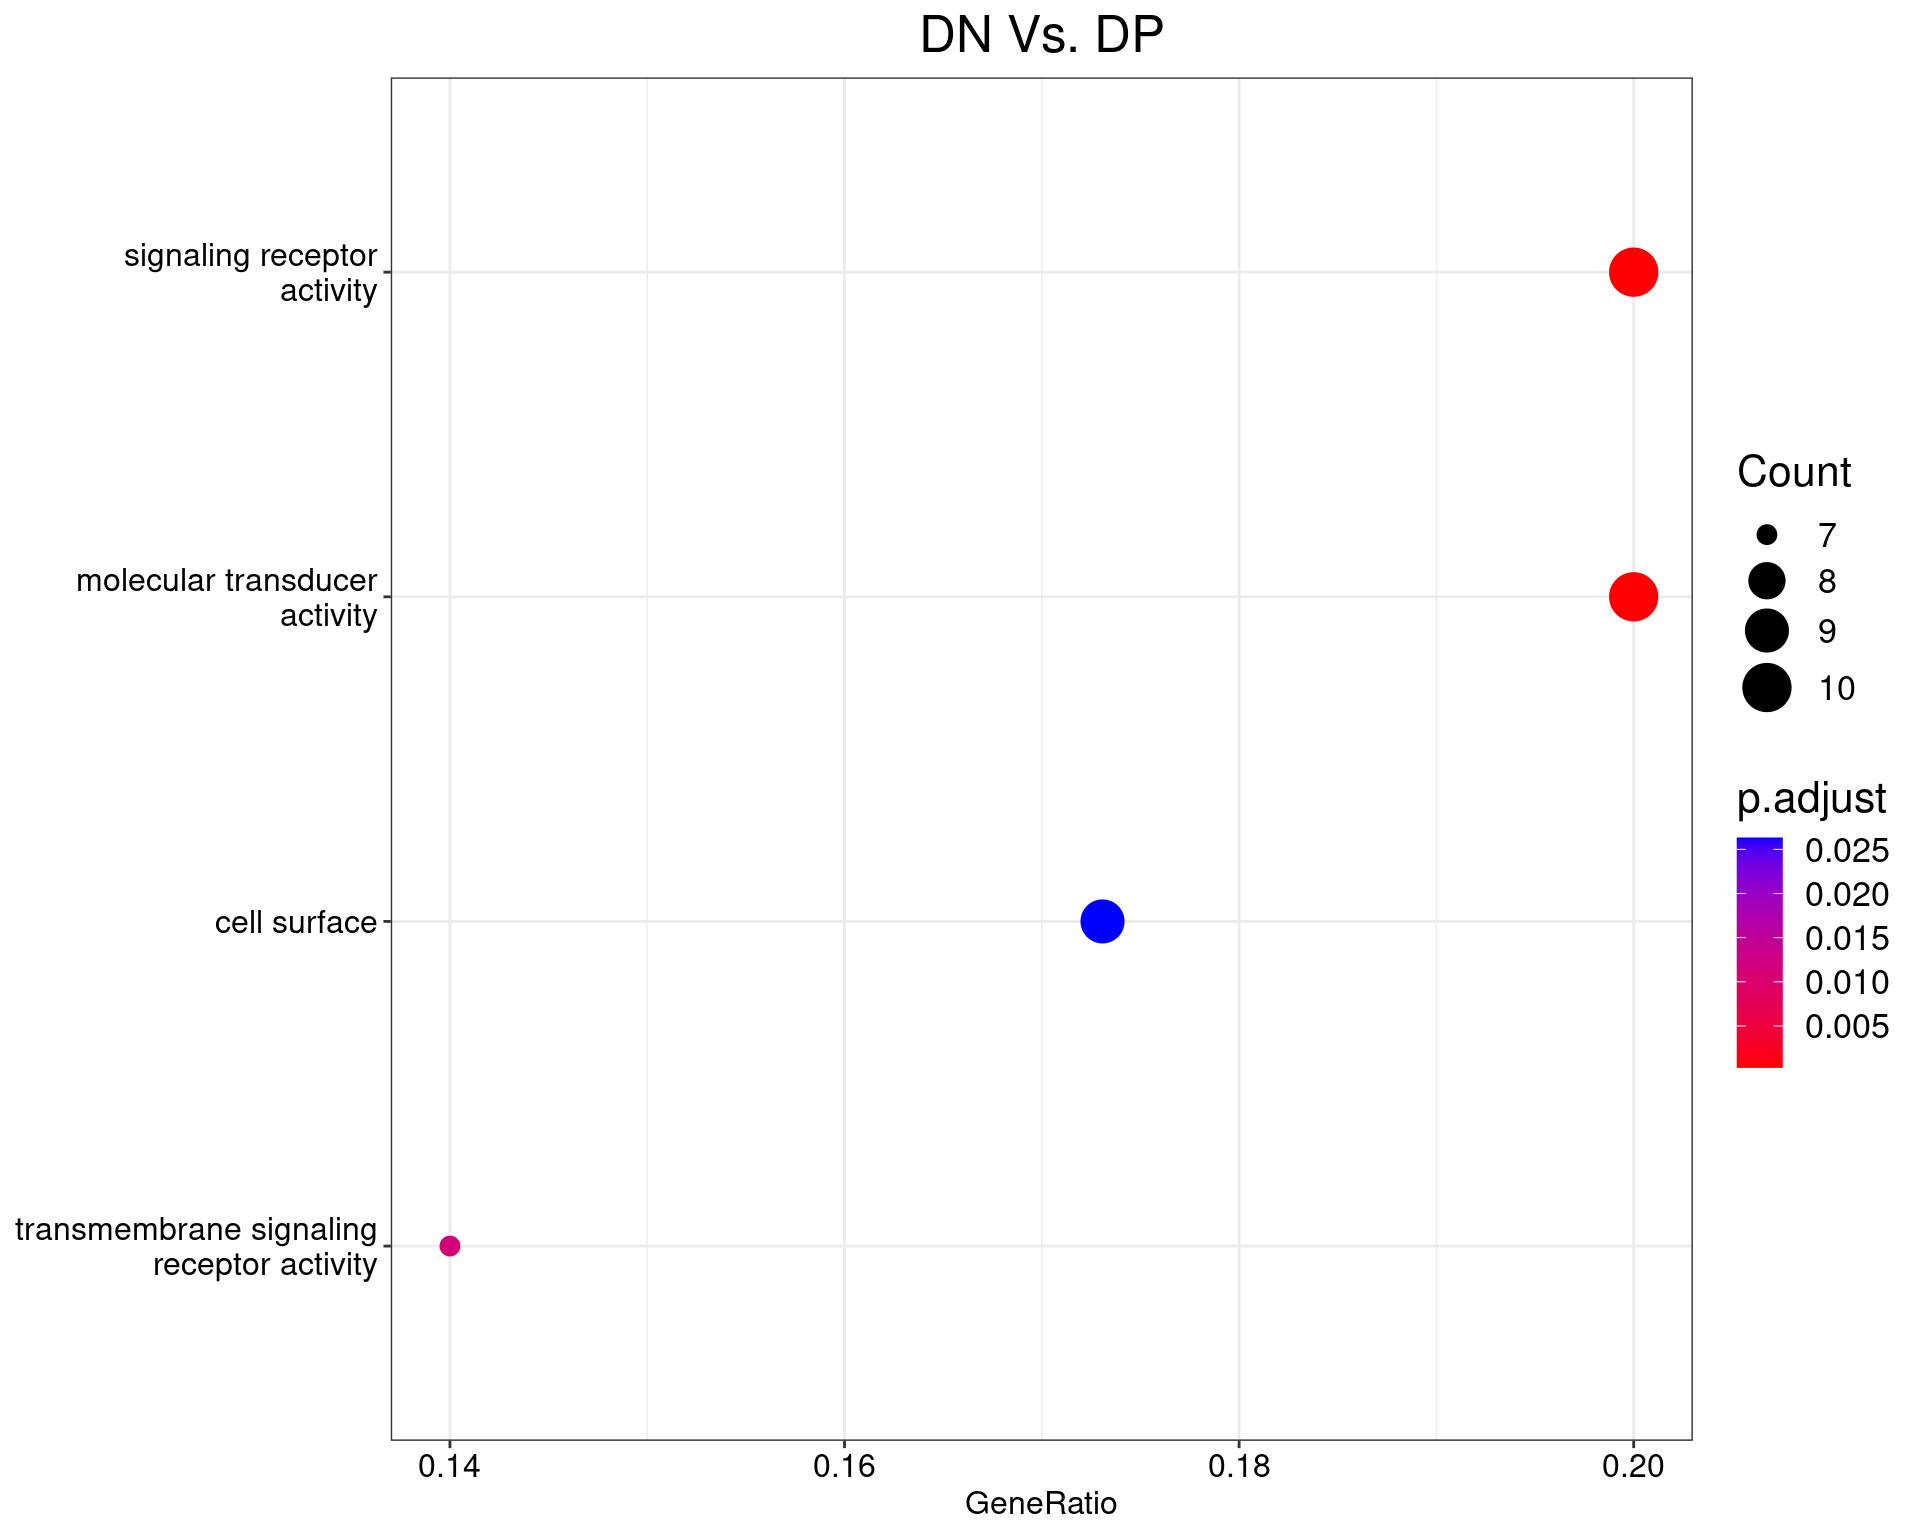 DN Vs. DP
signaling receptor
activity
molecular transducer
activity
cell surface
transmembrane signaling
receptor activity
0.14
0.16
0.18
0.20
GeneRatio
Count
7
8
9
10
p.adjust
0.025
0.020
0.015
0.010
0.005